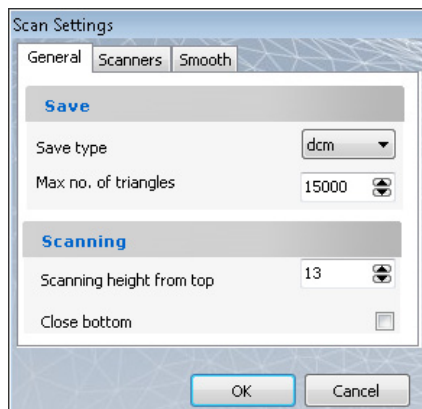 Scan Settings
General Scanners Smooth
Save
Save type dcm
Max no. of triangles 15000
Scanning
Scanning height from top 13
Close bottom
OK Cancel